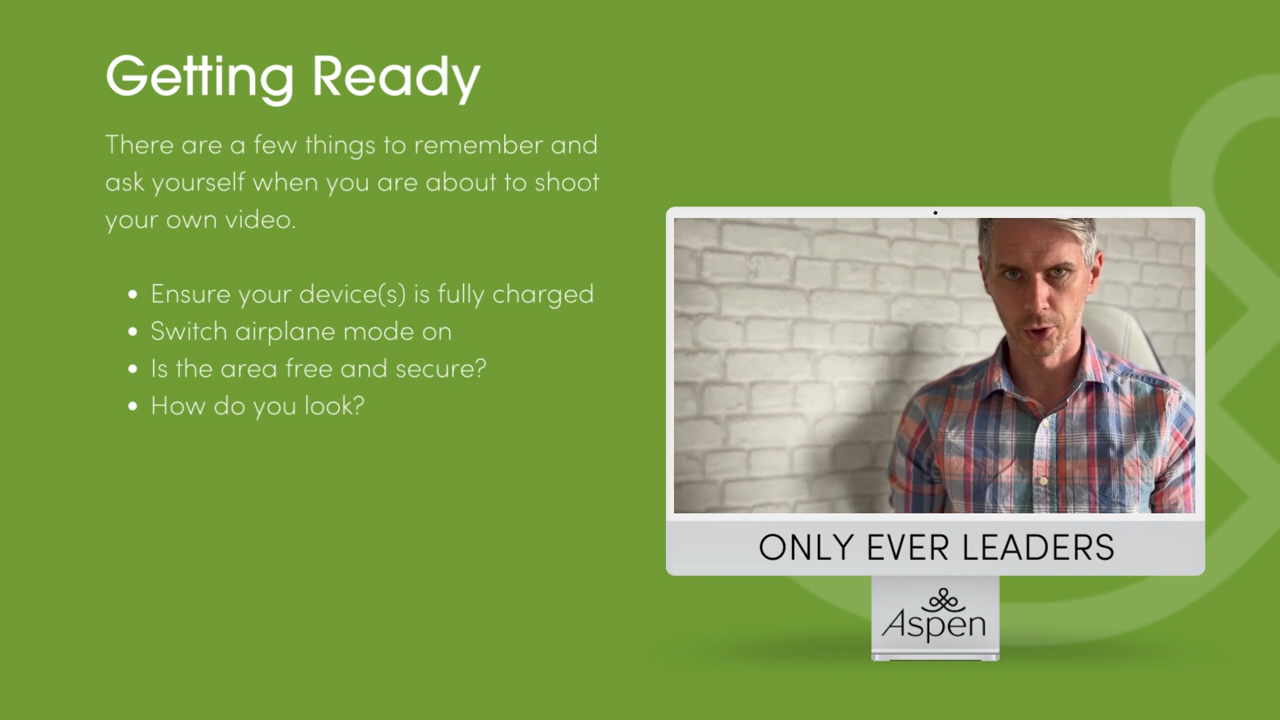 Getting Ready
There are a few things to remember and
ask yourself when you are about to shoot
your own video.
• Ensure your device(s) is fully charged
• Switch airplane mode on
• Is the area free and secure?
• How do you look?
ONLY EVER LEADERS
Aspen